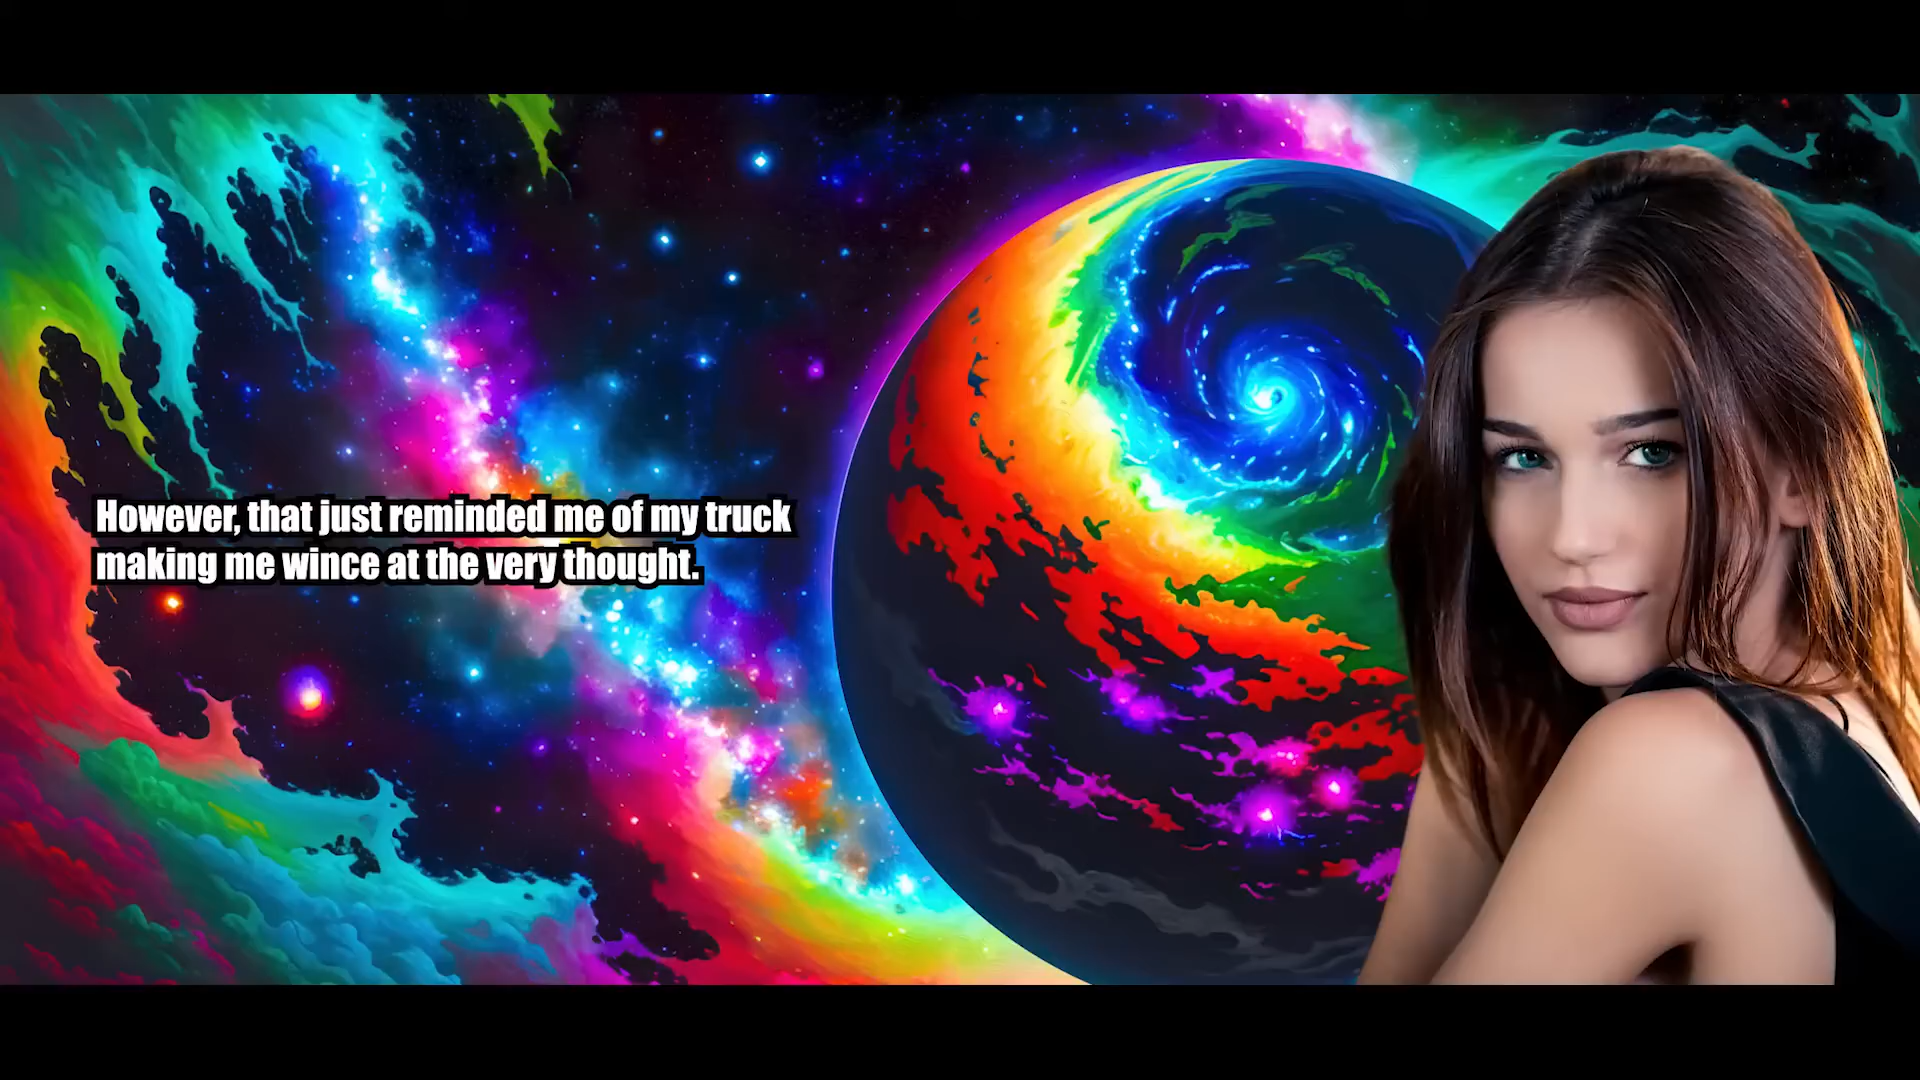 However, that just reminded me of my truck
making me wince at the very thought.